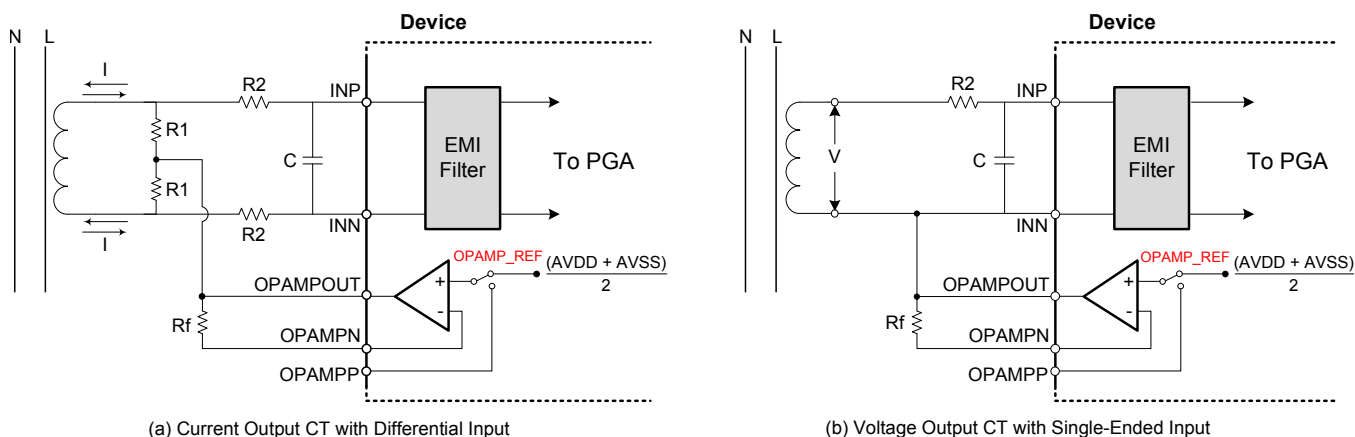 Device
N L
I
R2
INP
R1
R1
C
EMI
Filter
To PGA
I
R2
INN
OPAMP_REF
(AVDD + AVSS)
2
OPAMPOUT
+
-
Rf
OPAMPN
OPAMPP
(a) Current Output CT with Differential Input
Device
N L
R2
INP
V
C
EMI
Filter
To PGA
INN
OPAMP_REF
(AVDD + AVSS)
2
OPAMPOUT
+
-
Rf
OPAMPN
OPAMPP
(b) Voltage Output CT with Single-Ended Input